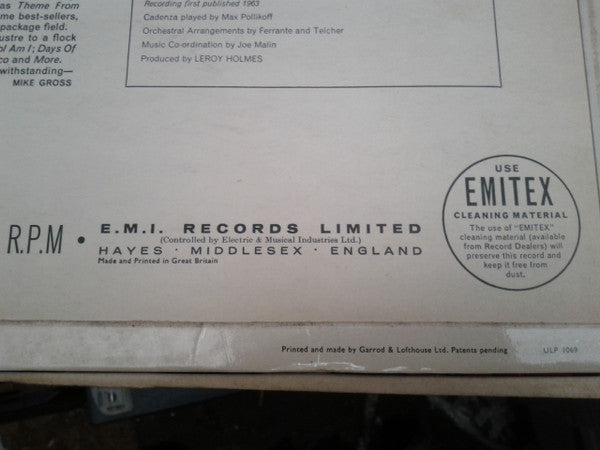 as Theme From
me best-sellers,
package field.
ustre to a flock
ol Am I; Days Of
co and More.
withstanding—
MIKE GROSS
Recording first published 1963
Cadenza played by Max Pollikoff
Orchestral Arrangements by Ferrante and Teicher
Music Co-ordination by Joe Malin
Produced by LEROY HOLMES
R.P.M • E.M.I. RECORDS LIMITED
(Controlled by Electric & Musical Industries Ltd.)
HAYES · MIDDLESEX · ENGLAND
Made and Printed in Great Britain
USE
EMITEX
CLEANING MATERIAL
The use of "EMITEX"
cleaning material (available
from Record Dealers) will
preserve this record and
keep it free from
dust.
Printed and made by Garrod & Lofthouse Ltd. Patents pending
ULP 1069